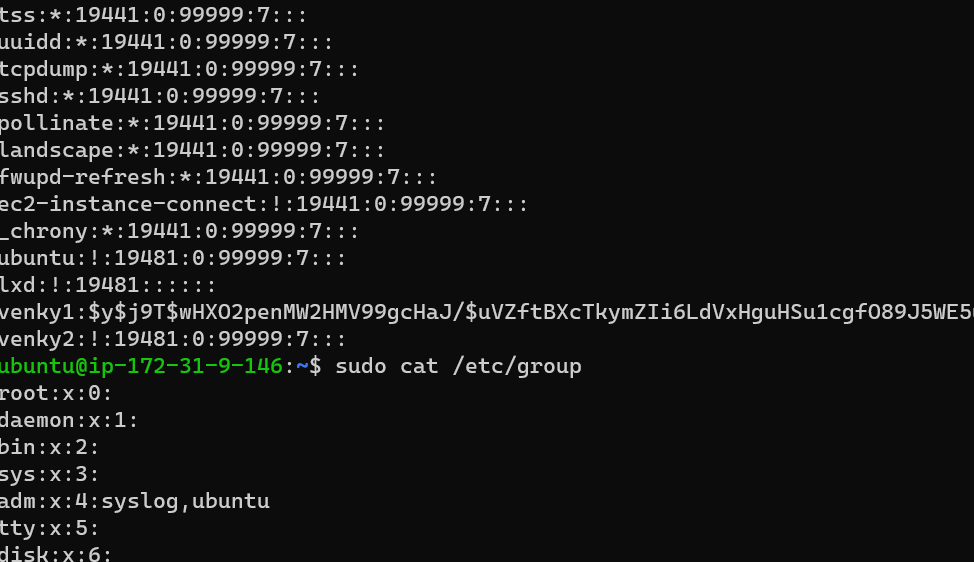 tss:*:19441:0:99999:7:::
uuidd:*:19441:0:99999:7:::
tcpdump:*:19441:0:99999:7:::
sshd:*:19441:0:99999:7:::
pollinate:*:19441:0:99999:7:::
landscape:*:19441:0:99999:7:::
fwupd-refresh:*:19441:0:99999:7:::
ec2-instance-connect:!:19441:0:99999:7:::
_chrony:*:19441:0:99999:7:::
ubuntu:!:19481:0:99999:7:::
lxd:!:19481::::::
venky1:$y$j9T$wHXO2penMW2HMV99gcHaJ/$uVZftBXcTkymZIi6LdVxHguHSu1cgfO89J5WE5
venky2:!:19481:0:99999:7:::
ubuntu@ip-172-31-9-146:~$ sudo cat /etc/group
root:x:0:
daemon:x:1:
bin:x:2:
sys:x:3:
adm:x:4:syslog,ubuntu
tty:x:5:
disk:x:6: